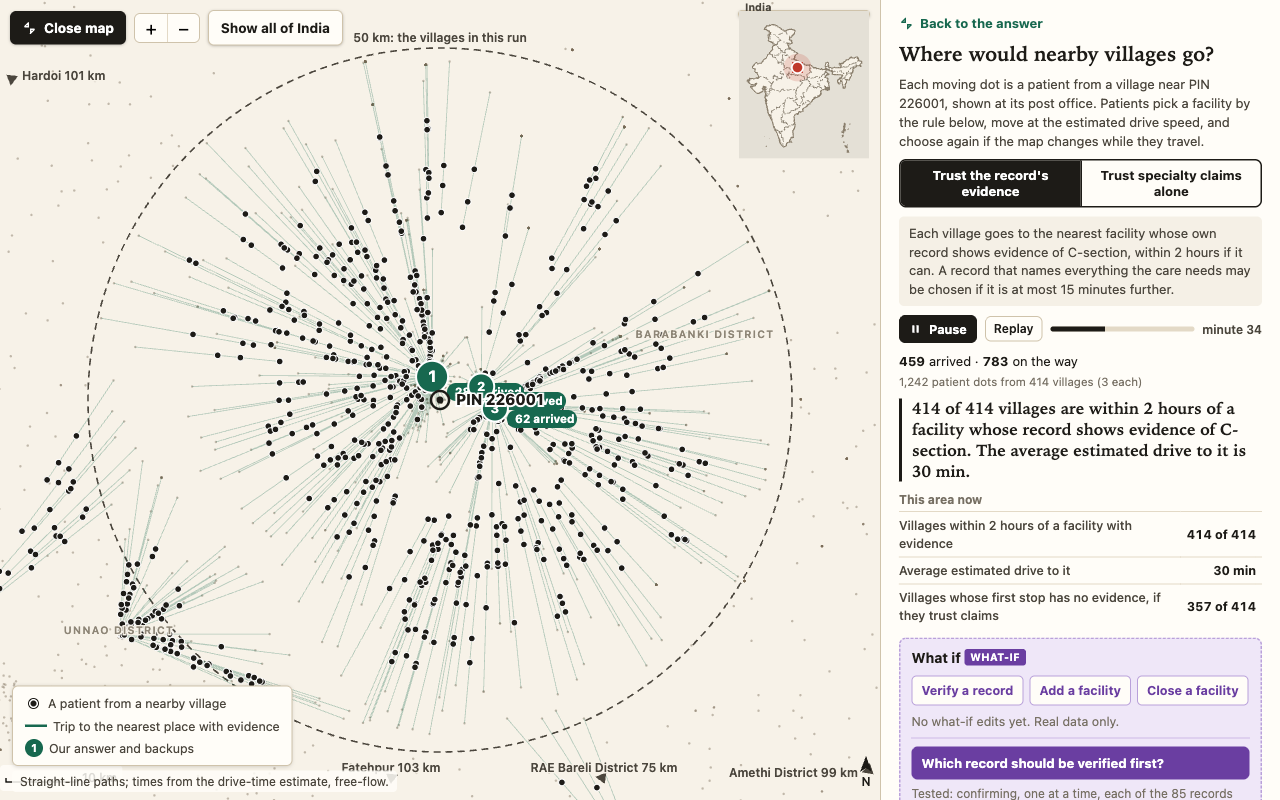 Close map
+
−
Show all of India
50 km: the villages in this run
India
Hardoi 101 km
BARABANKI DISTRICT
1
2
3
PIN 226001
62 arrived
UNNAO DISTRICT
A patient from a nearby village
Trip to the nearest place with evidence
1 Our answer and backups
Straight-line paths; times from the drive-time estimate, free-flow.
Fatehpur 103 km
RAE Bareli District 75 km
Amethi District 99 km
N
Back to the answer
Where would nearby villages go?
Each moving dot is a patient from a village near PIN
226001, shown at its post office. Patients pick a facility by
the rule below, move at the estimated drive speed, and
choose again if the map changes while they travel.
Trust the record's
evidence
Trust specialty claims
alone
Each village goes to the nearest facility whose own
record shows evidence of C-section, within 2 hours if it
can. A record that names everything the care needs may
be chosen if it is at most 15 minutes further.
Pause
Replay
minute 34
459 arrived · 783 on the way
1,242 patient dots from 414 villages (3 each)
414 of 414 villages are within 2 hours of a
facility whose record shows evidence of C-
section. The average estimated drive to it is
30 min.
This area now
Villages within 2 hours of a facility with
evidence
414 of 414
Average estimated drive to it
30 min
Villages whose first stop has no evidence, if
they trust claims
357 of 414
What if WHAT-IF
Verify a record
Add a facility
Close a facility
No what-if edits yet. Real data only.
Which record should be verified first?
Tested: confirming, one at a time, each of the 85 records